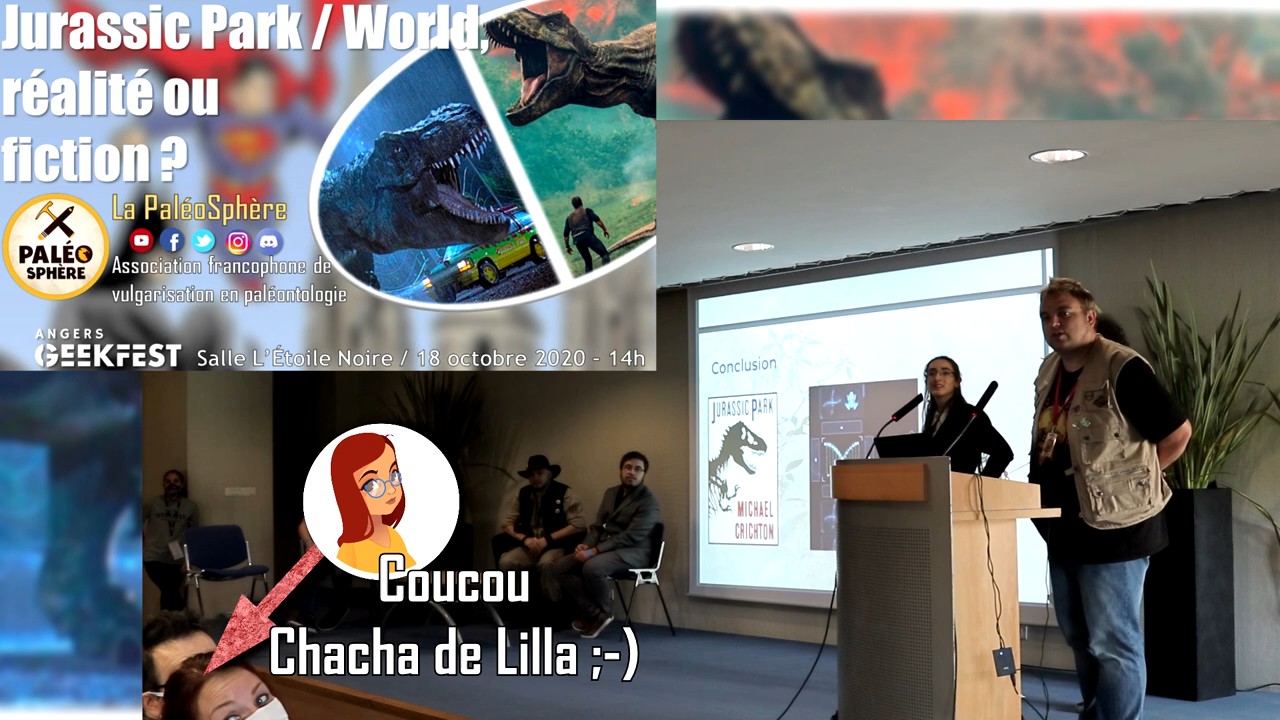 Jurassic Park / World,
réalité ou
fiction ?
La PaléoSphère
PALÉO
SPHÈRE
Association francophone de
vulgarisation en paléontologie
ANGERS
GEEKFEST
Salle L'Étoile Noire / 18 octobre 2020 - 14h
Conclusion
JURASSIC PARK
MICHAEL
CRICHTON
Coucou
Chacha de Lilla ;-)